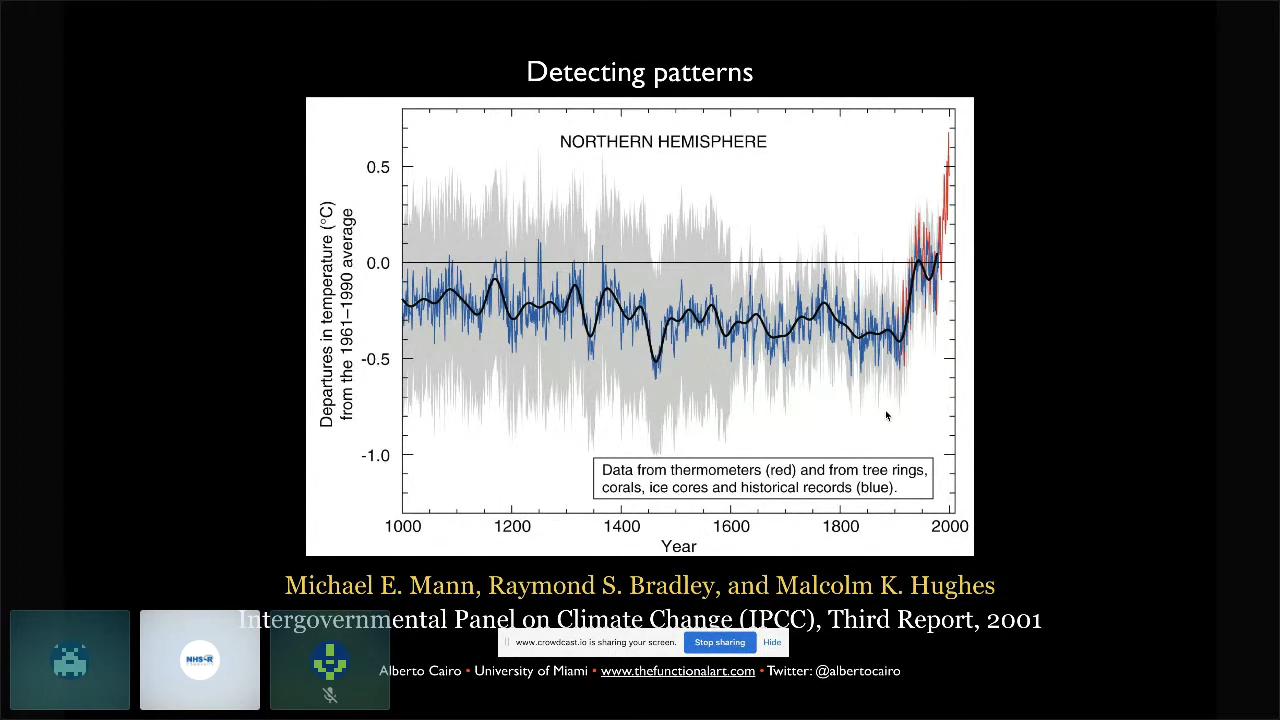 Detecting patterns
NORTHERN HEMISPHERE
0.5
0.0
-0.5
-1.0
Departures in temperature (°C)
from the 1961–1990 average
Data from thermometers (red) and from tree rings,
corals, ice cores and historical records (blue).
1000 1200 1400 1600 1800 2000
Year
Michael E. Mann, Raymond S. Bradley, and Malcolm K. Hughes
Intergovernmental Panel on Climate Change (IPCC), Third Report, 2001
www.crowdcast.io is sharing your screen. Stop sharing Hide
NHS-R
Alberto Cairo • University of Miami • www.thefunctionalart.com • Twitter: @albertocairo